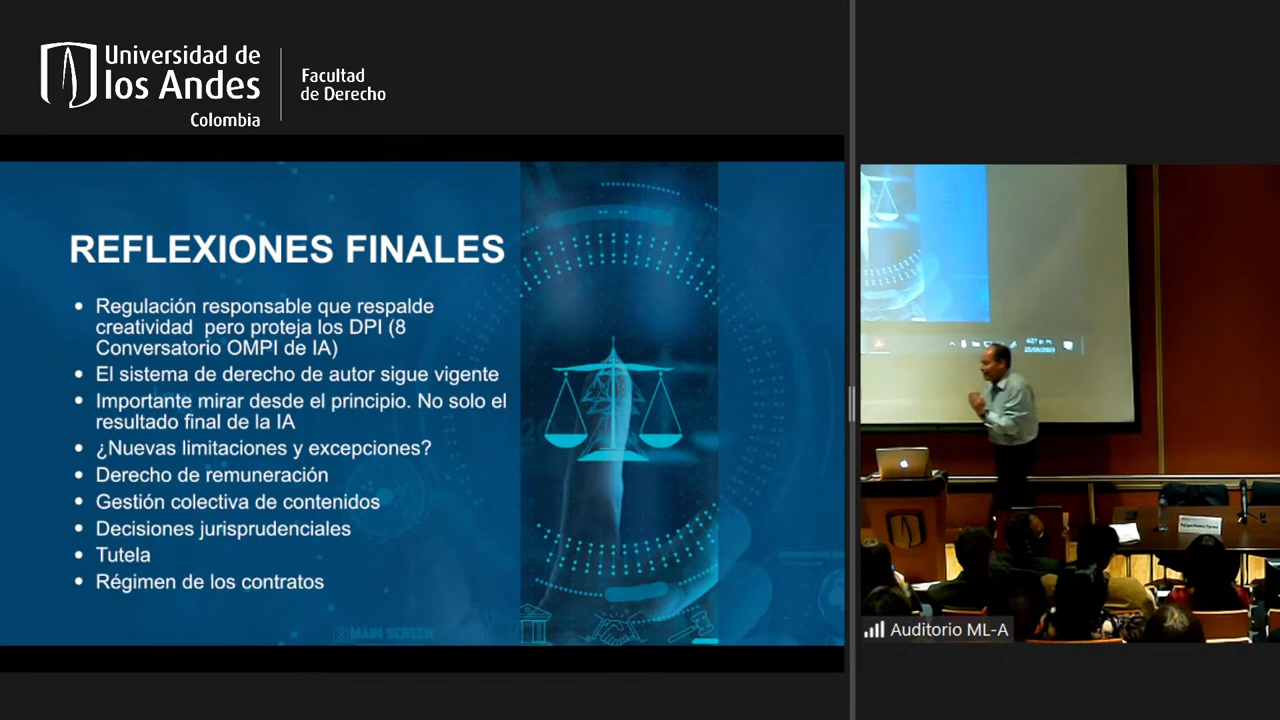 Universidad de
los Andes
Colombia
Facultad
de Derecho
REFLEXIONES FINALES
• Regulación responsable que respalde
creatividad pero proteja los DPI (8
Conversatorio OMPI de IA)
• El sistema de derecho de autor sigue vigente
• Importante mirar desde el principio. No solo el
resultado final de la IA
• ¿Nuevas limitaciones y excepciones?
• Derecho de remuneración
• Gestión colectiva de contenidos
• Decisiones jurisprudenciales
• Tutela
• Régimen de los contratos
MAIN SCREEN
Auditorio ML-A